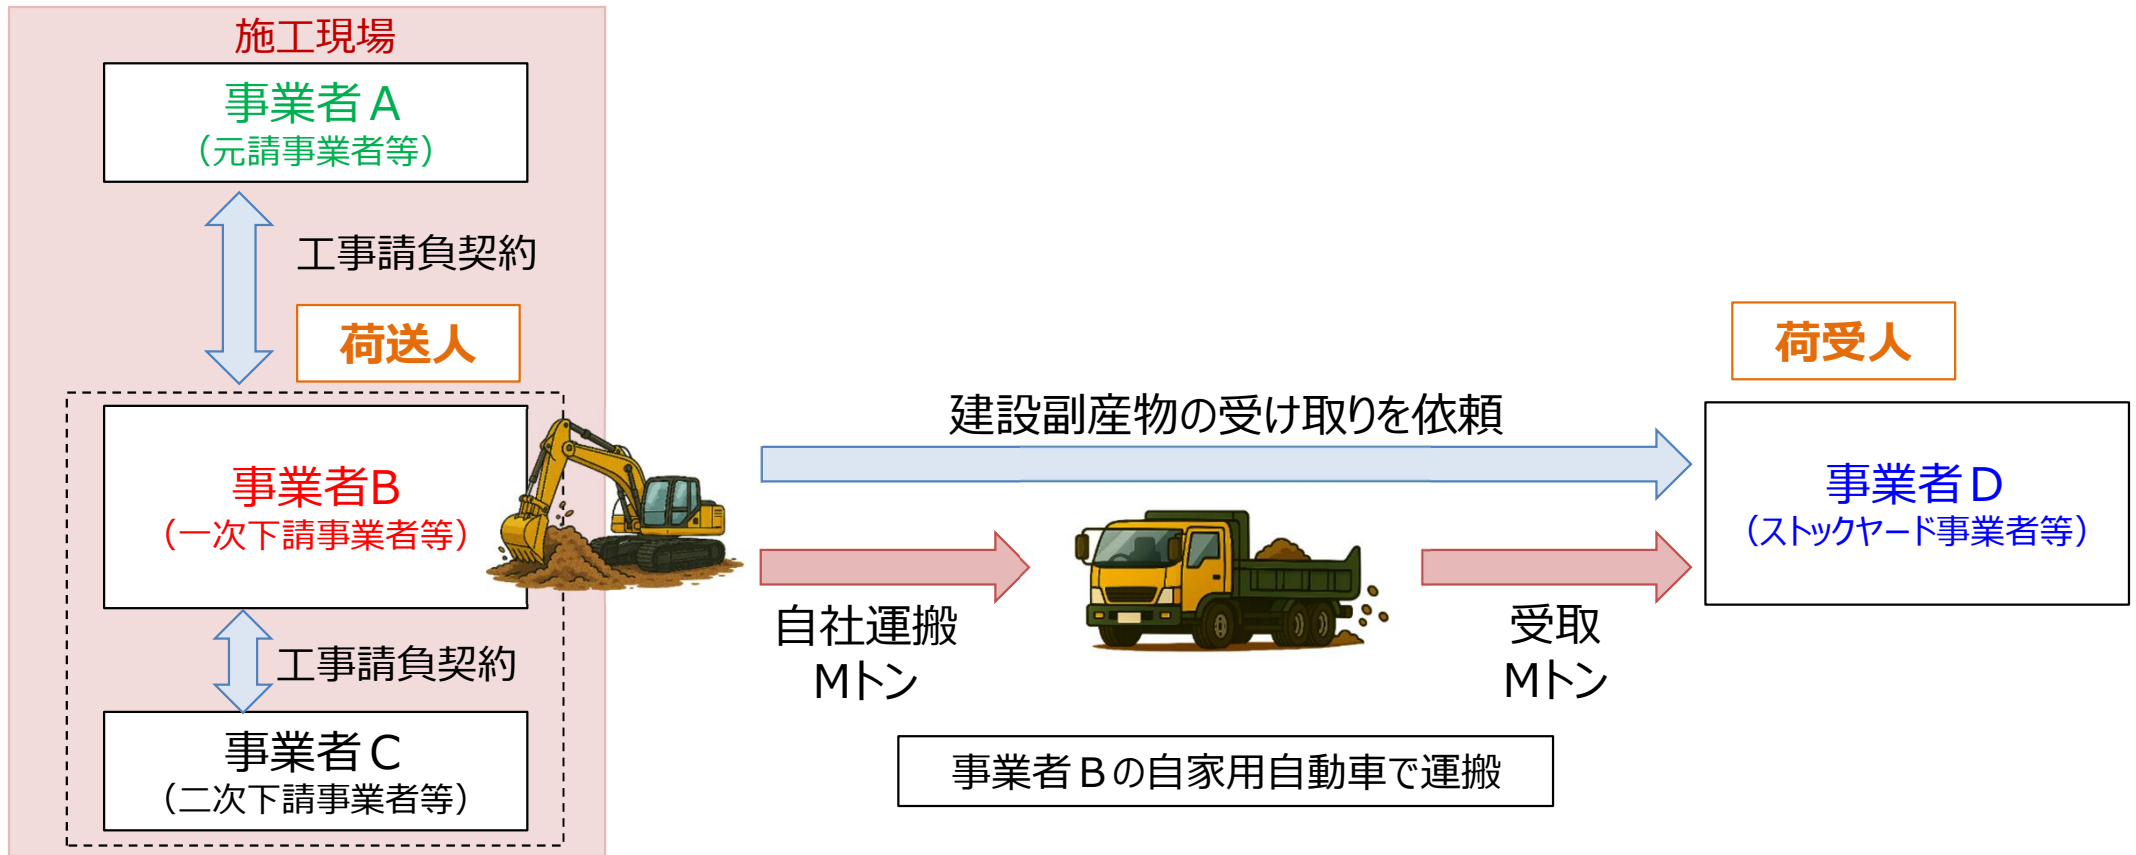 施工現場
事業者A
（元請事業者等）
工事請負契約
荷送人
事業者B
（一次下請事業者等）
工事請負契約
事業者C
（二次下請事業者等）
建設副産物の受け取りを依頼
自社運搬
Mトン
受取
Mトン
事業者Bの自家用自動車で運搬
荷受人
事業者D
（ストックヤード事業者等）